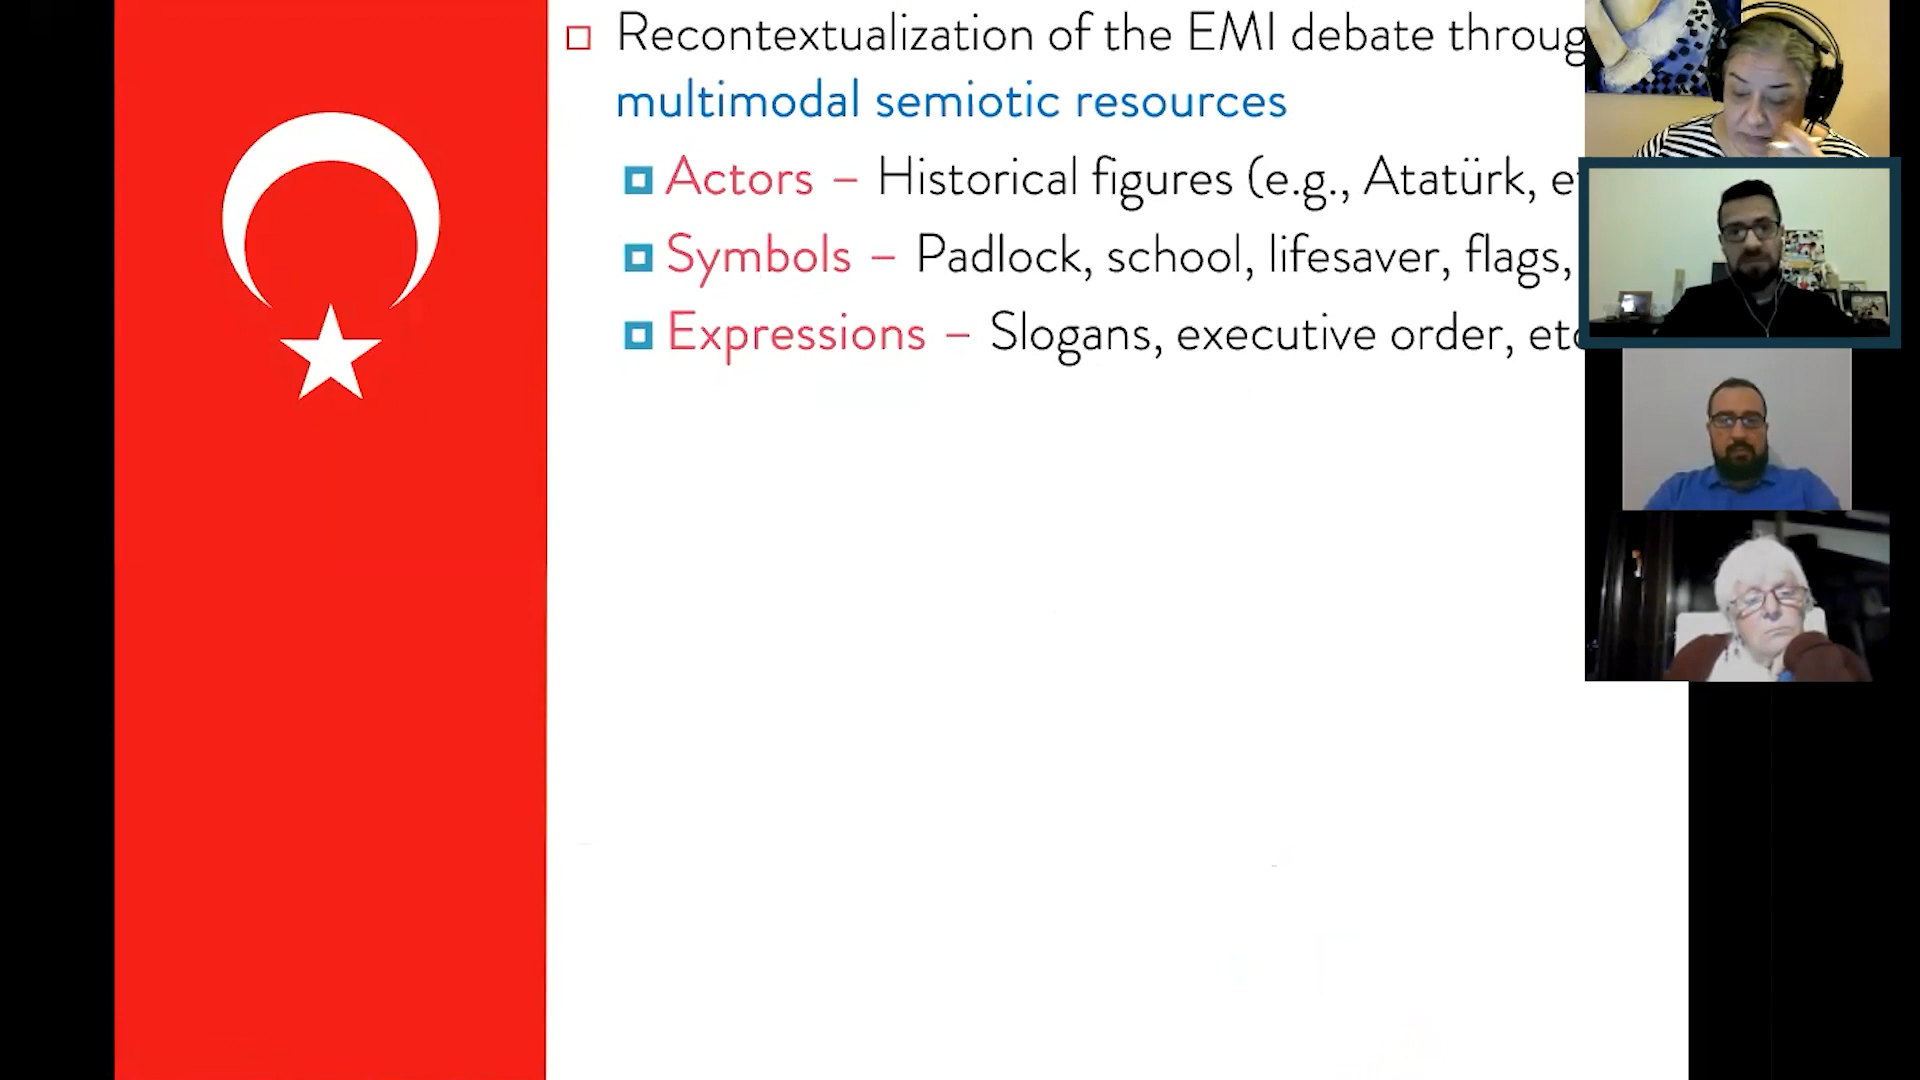 Recontextualization of the EMI debate throug
multimodal semiotic resources
Actors – Historical figures (e.g., Atatürk, e
Symbols – Padlock, school, lifesaver, flags,
Expressions – Slogans, executive order, etc